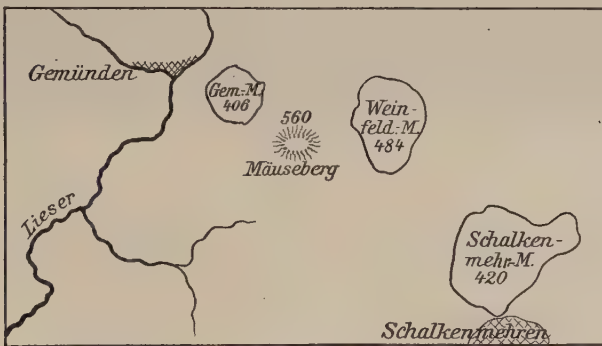 Gemünden
Gem.-M.
406
560
Mäuseberg
Wein-
feld.-M.
484
Lieser
Schalken-
mehr-M.
420
Schalkenmehren